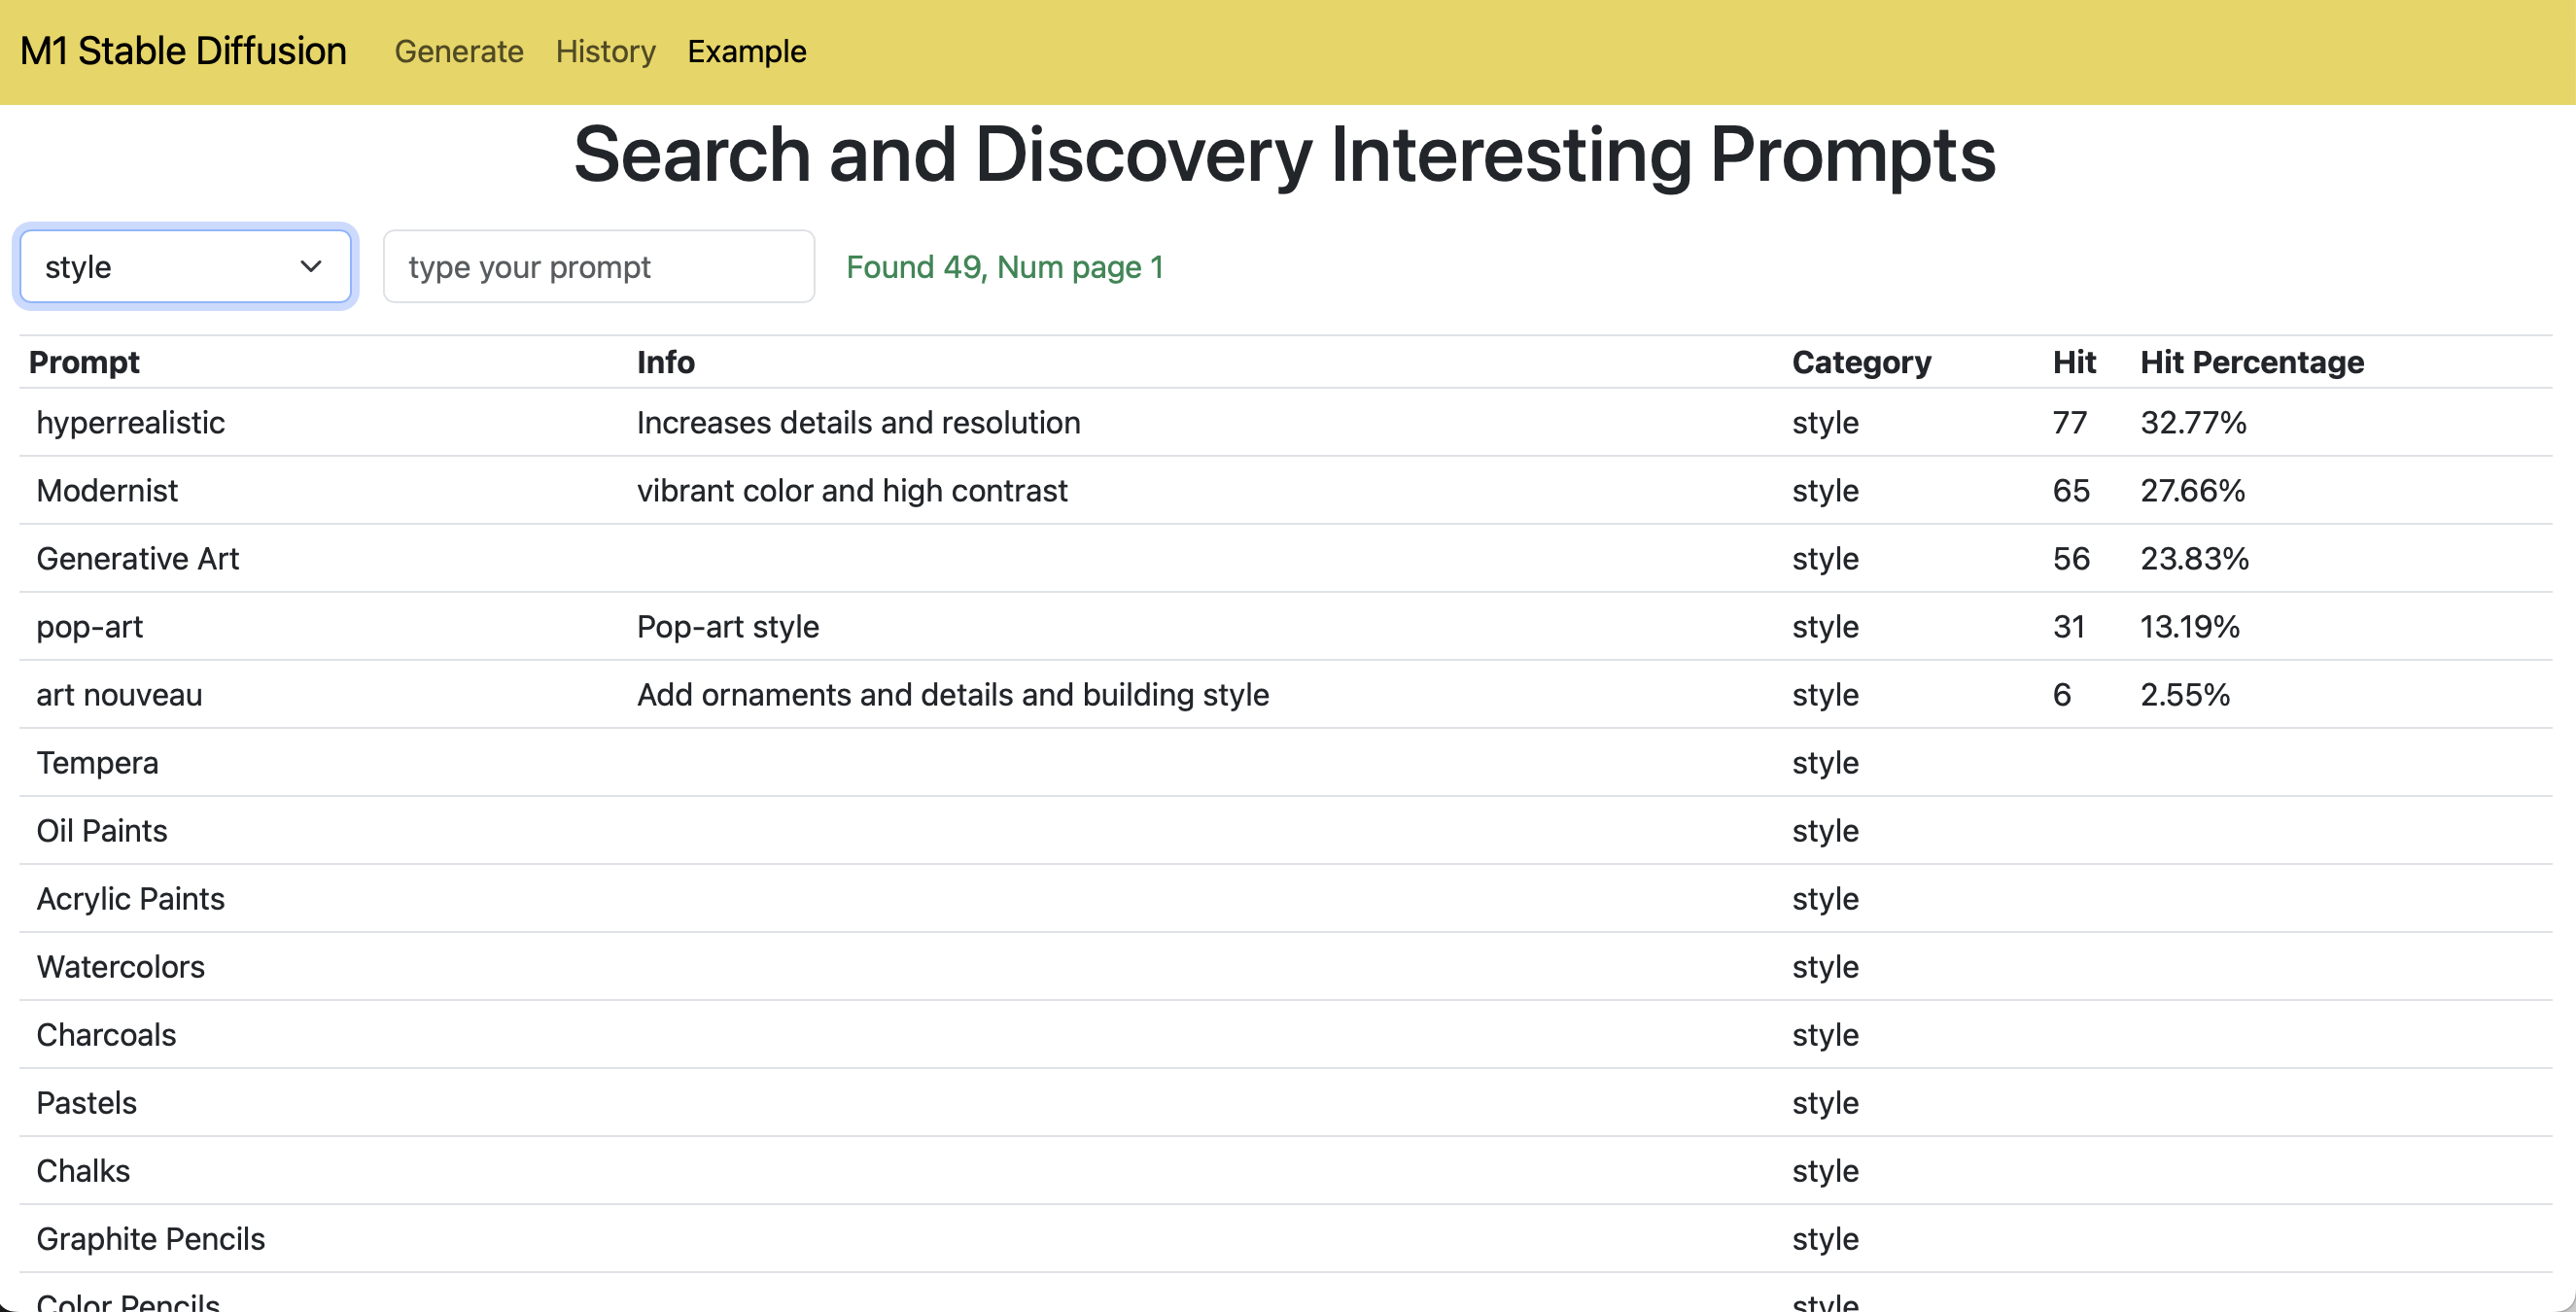 M1 Stable Diffusion Generate History Example
Search and Discovery Interesting Prompts
style type your prompt Found 49, Num page 1
Prompt Info Category Hit Hit Percentage
hyperrealistic Increases details and resolution style 77 32.77%
Modernist vibrant color and high contrast style 65 27.66%
Generative Art style 56 23.83%
pop-art Pop-art style style 31 13.19%
art nouveau Add ornaments and details and building style style 6 2.55%
Tempera style
Oil Paints style
Acrylic Paints style
Watercolors style
Charcoals style
Pastels style
Chalks style
Graphite Pencils style
Color Pencils style